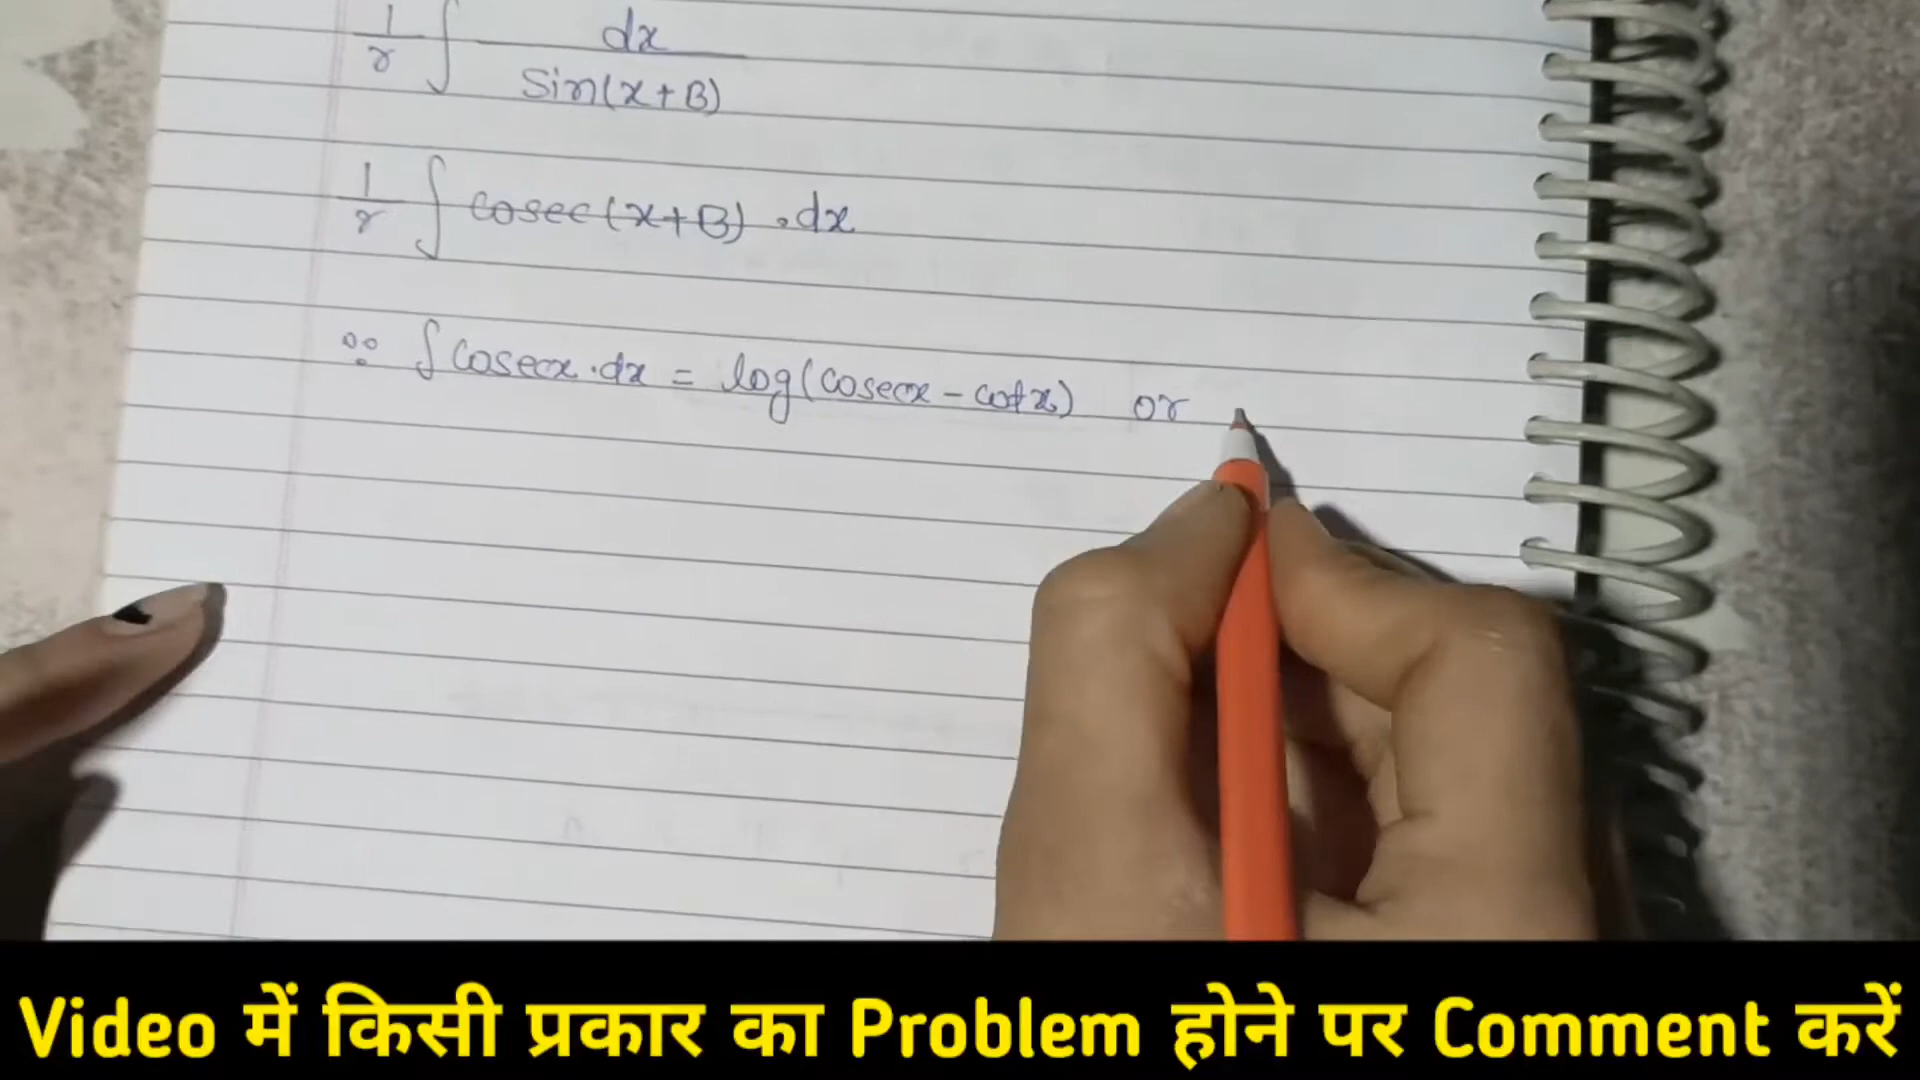 1/r ∫ dx / Sin(x+B)
1/r ∫ cosec(x+B) . dx
∵ ∫ cosecx . dx = log(cosecx - cotx) or
Video में किसी प्रकार का Problem होने पर Comment करें